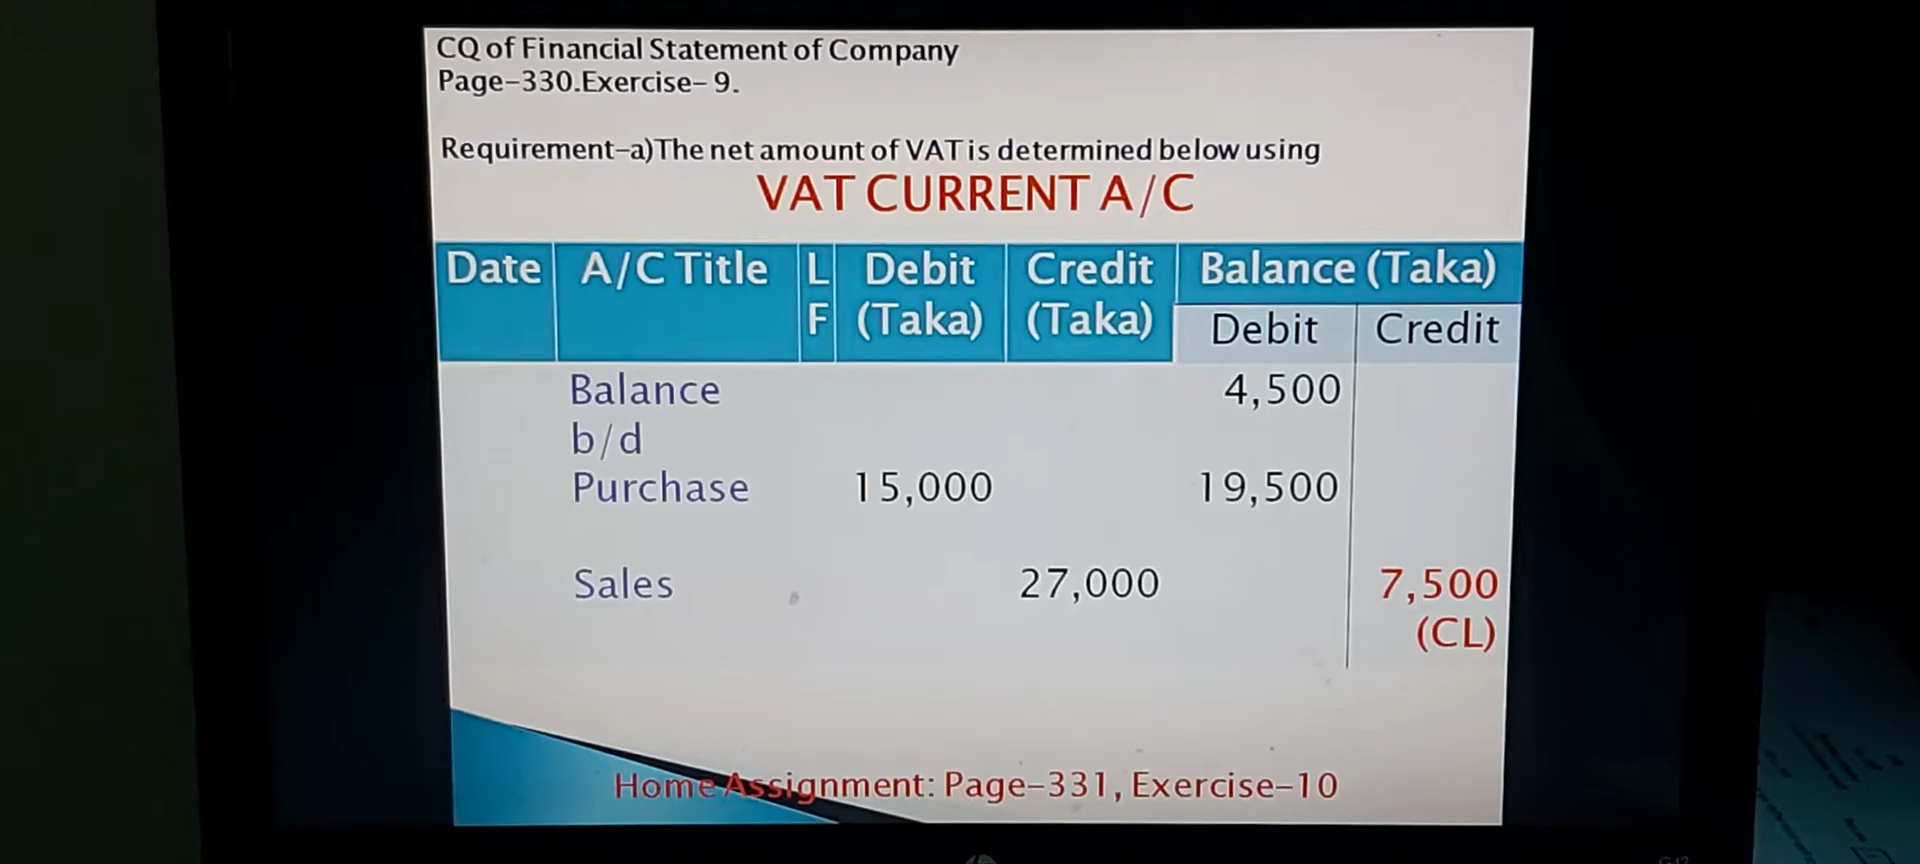 CQ of Financial Statement of Company
Page-330.Exercise- 9.
Requirement-a)The net amount of VAT is determined below using
VAT CURRENT A/C
Date A/C Title L F Debit (Taka) Credit (Taka) Balance (Taka)
Debit Credit
Balance b/d 4,500
Purchase 15,000 19,500
Sales 27,000 7,500
(CL)
Home Assignment: Page-331, Exercise-10